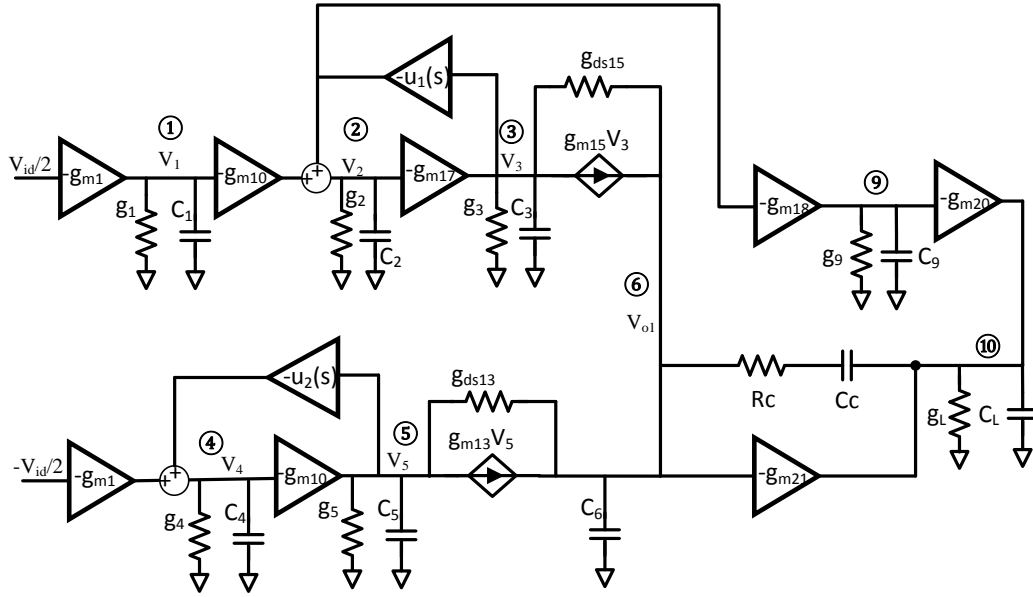 gds15
-u1(s)
①
②
③
gm15V3
Vid/2
-gm1
V1
-gm10
++
V2
-gm17
V3
g1
C1
g2
C2
g3
C3
⑨
-gm18
-gm20
g9
C9
⑥
Vo1
⑩
-u2(s)
gds13
Rc
Cc
gL
CL
④
⑤
gm13V5
-Vid/2
-gm1
++
V4
-gm10
V5
-gm21
g4
C4
g5
C5
C6